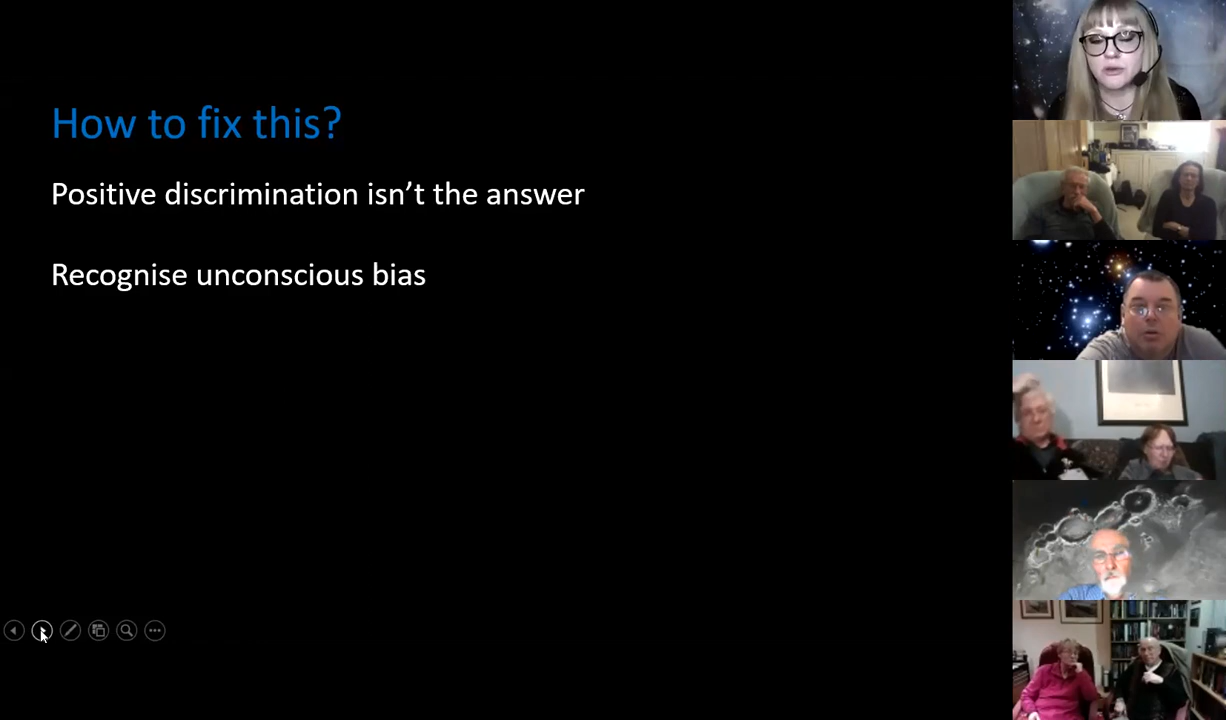 How to fix this?
Positive discrimination isn’t the answer
Recognise unconscious bias